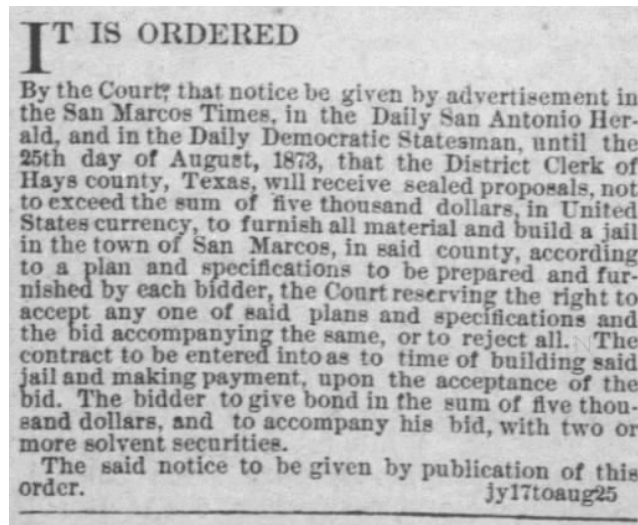 IT IS ORDERED
By the Court, that notice be given by advertisement in
the San Marcos Times, in the Daily San Antonio Her-
ald, and in the Daily Democratic Statesman, until the
25th day of August, 1873, that the District Clerk of
Hays county, Texas, will receive sealed proposals, not
to exceed the sum of five thousand dollars, in United
States currency, to furnish all material and build a jail
in the town of San Marcos, in said county, according
to a plan and specifications to be prepared and fur-
nished by each bidder, the Court reserving the right to
accept any one of said plans and specifications and
the bid accompanying the same, or to reject all. The
contract to be entered into as to time of building said
jail and making payment, upon the acceptance of the
bid. The bidder to give bond in the sum of five thou-
sand dollars, and to accompany his bid, with two or
more solvent securities.
The said notice to be given by publication of this
order. jy17toaug25